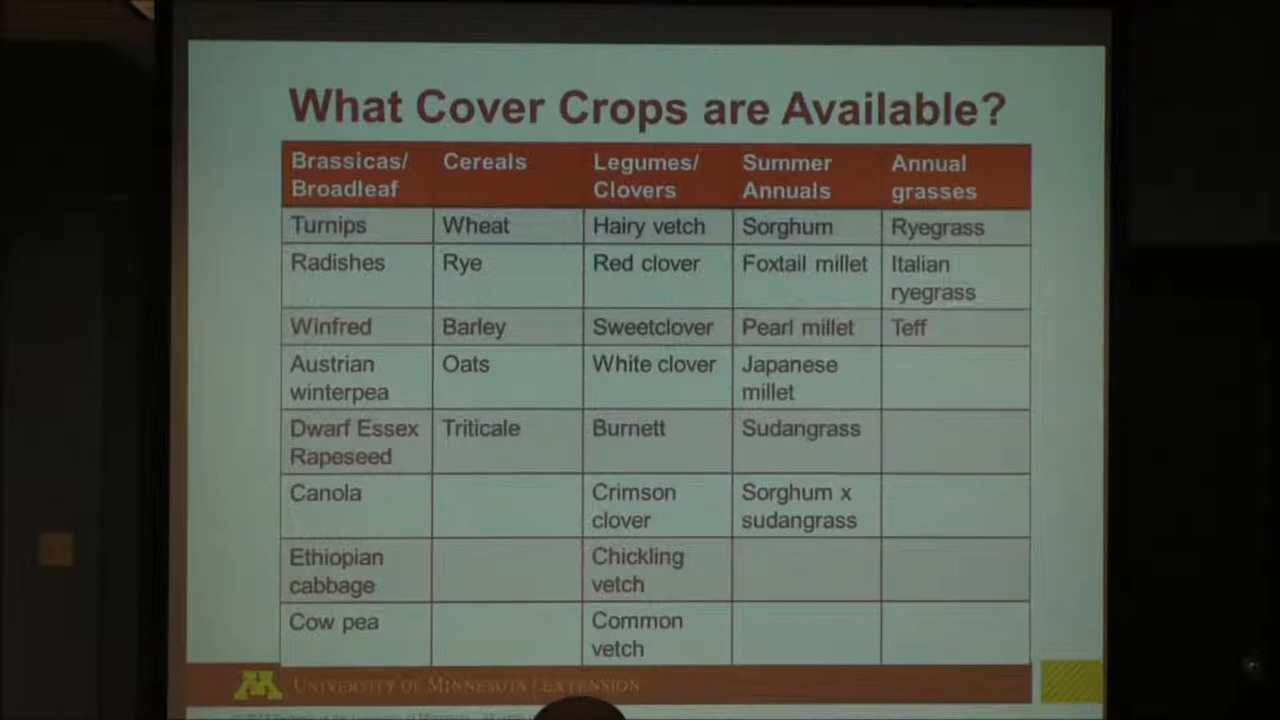 What Cover Crops are Available?
Brassicas/ Cereals Legumes/ Summer Annual
Broadleaf Clovers Annuals grasses
Turnips Wheat Hairy vetch Sorghum Ryegrass
Radishes Rye Red clover Foxtail millet Italian
ryegrass
Winfred Barley Sweetclover Pearl millet Teff
Austrian Oats White clover Japanese
winterpea millet
Dwarf Essex Triticale Burnett Sudangrass
Rapeseed
Canola Crimson Sorghum x
clover sudangrass
Ethiopian Chickling
cabbage vetch
Cow pea Common
vetch
M UNIVERSITY OF MINNESOTA | EXTENSION